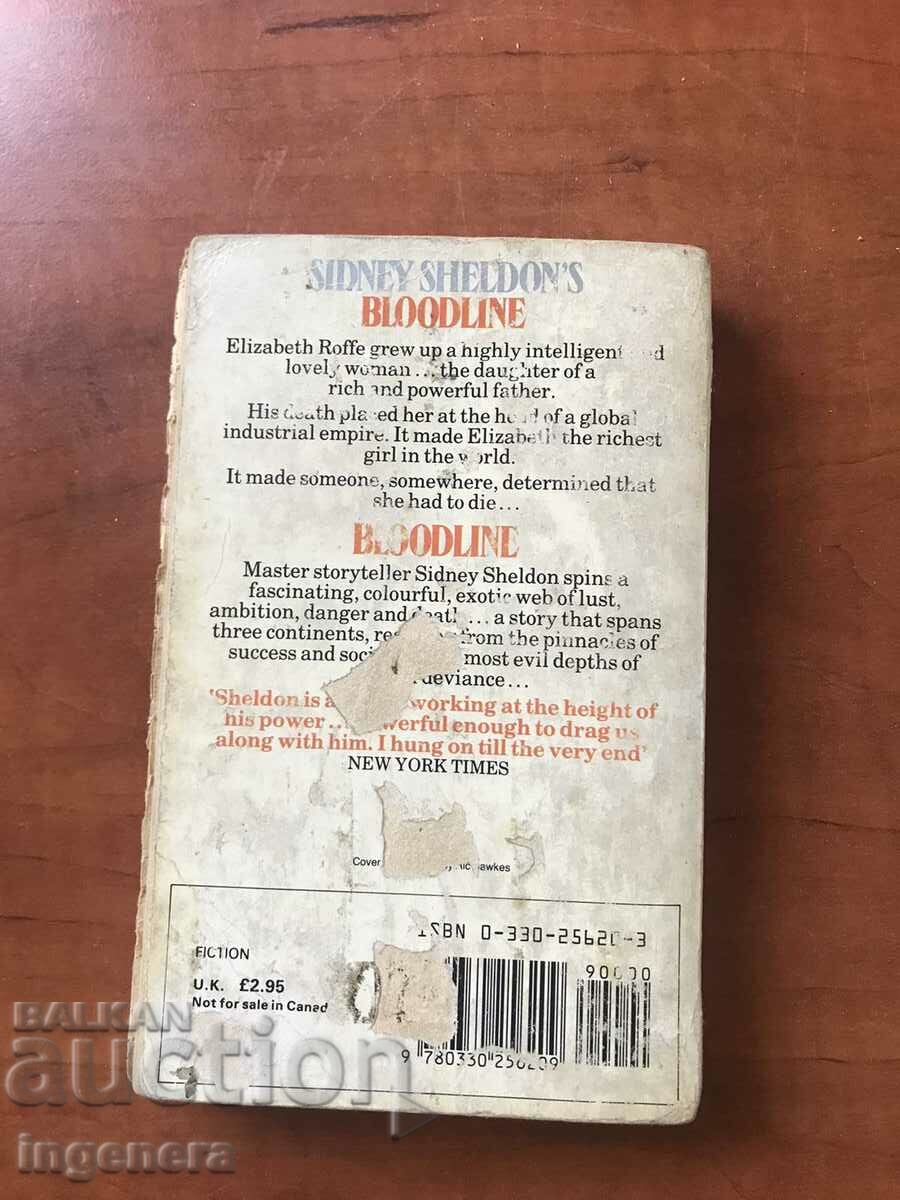 SIDNEY SHELDON'S
BLOODLINE
Elizabeth Roffe grew up a highly intelligent and
lovely woman...the daughter of a
rich and powerful father.
His death placed her at the head of a global
industrial empire. It made Elizabeth the richest
girl in the world.
It made someone, somewhere, determined that
she had to die...
BLOODLINE
Master storyteller Sidney Sheldon spins a
fascinating, colourful, exotic web of lust,
ambition, danger and death...a story that spans
three continents, from the pinnacles of
success and most evil depths of
deviance...
'Sheldon is a working at the height of
his power... powerful enough to drag us
along with him. I hung on till the very end'
NEW YORK TIMES
Cover
ISBN 0-330-25620-3
FICTION
90000
U.K. £2.95
Not for sale in Canad
9 780330 256209
BALKAN
auction
ingenera